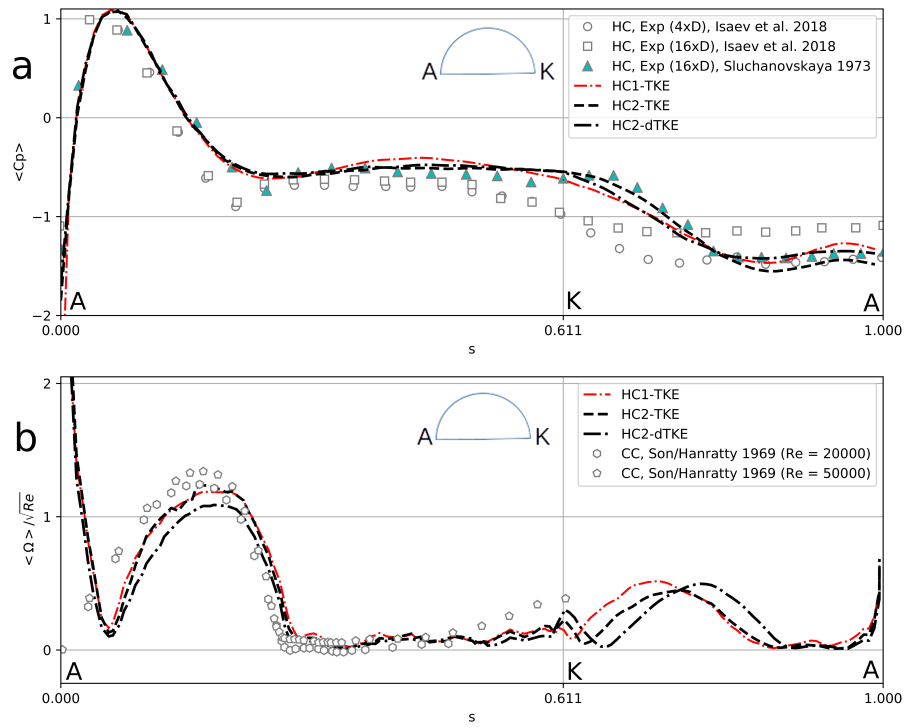 a
1
0
−1
−2
<Cp>
A
K
HC, Exp (4xD), Isaev et al. 2018
HC, Exp (16xD), Isaev et al. 2018
HC, Exp (16xD), Sluchanovskaya 1973
HC1-TKE
HC2-TKE
HC2-dTKE
A
K
A
0.000
0.611
1.000
s
b
2
1
0
< Ω > /√Re
A
K
HC1-TKE
HC2-TKE
HC2-dTKE
CC, Son/Hanratty 1969 (Re = 20000)
CC, Son/Hanratty 1969 (Re = 50000)
A
K
A
0.000
0.611
1.000
s